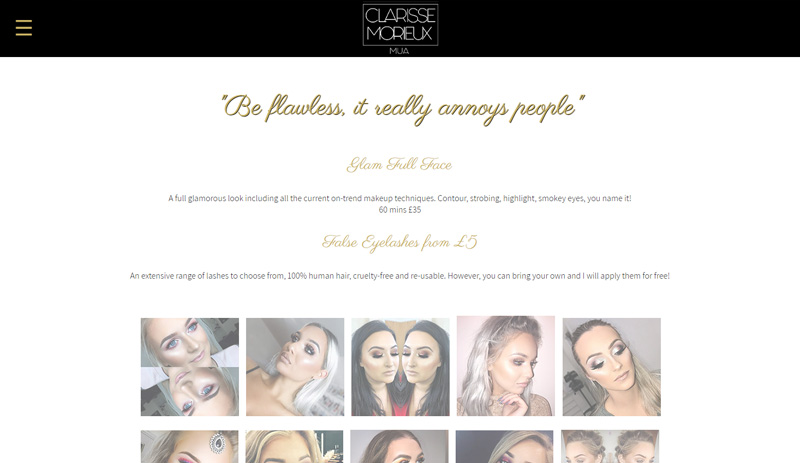 CLARISSE
MORIEUX
MUA
"Be flawless, it really annoys people"
Glam Full Face
A full glamorous look including all the current on-trend makeup techniques. Contour, strobing, highlight, smokey eyes, you name it!
60 mins £35
False Eyelashes from £5
An extensive range of lashes to choose from, 100% human hair, cruelty-free and re-usable. However, you can bring your own and I will apply them for free!